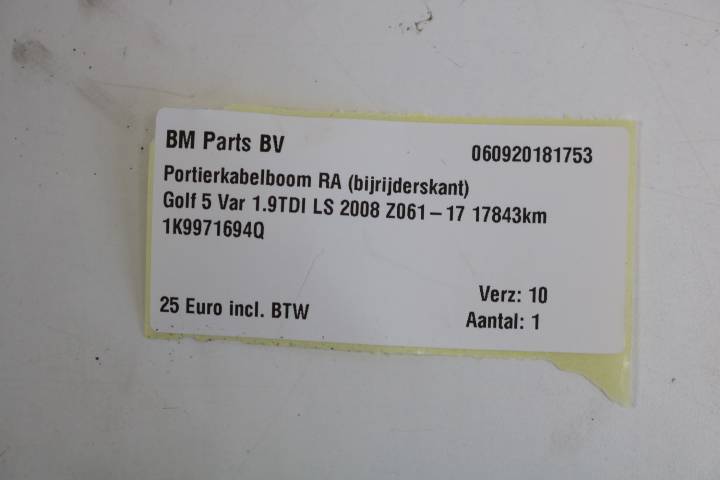 BM Parts BV 060920181753
Portierkabelboom RA (bijrijderskant)
Golf 5 Var 1.9TDI LS 2008 Z061-17 17843km
1K9971694Q
Verz: 10
25 Euro incl. BTW
Aantal: 1